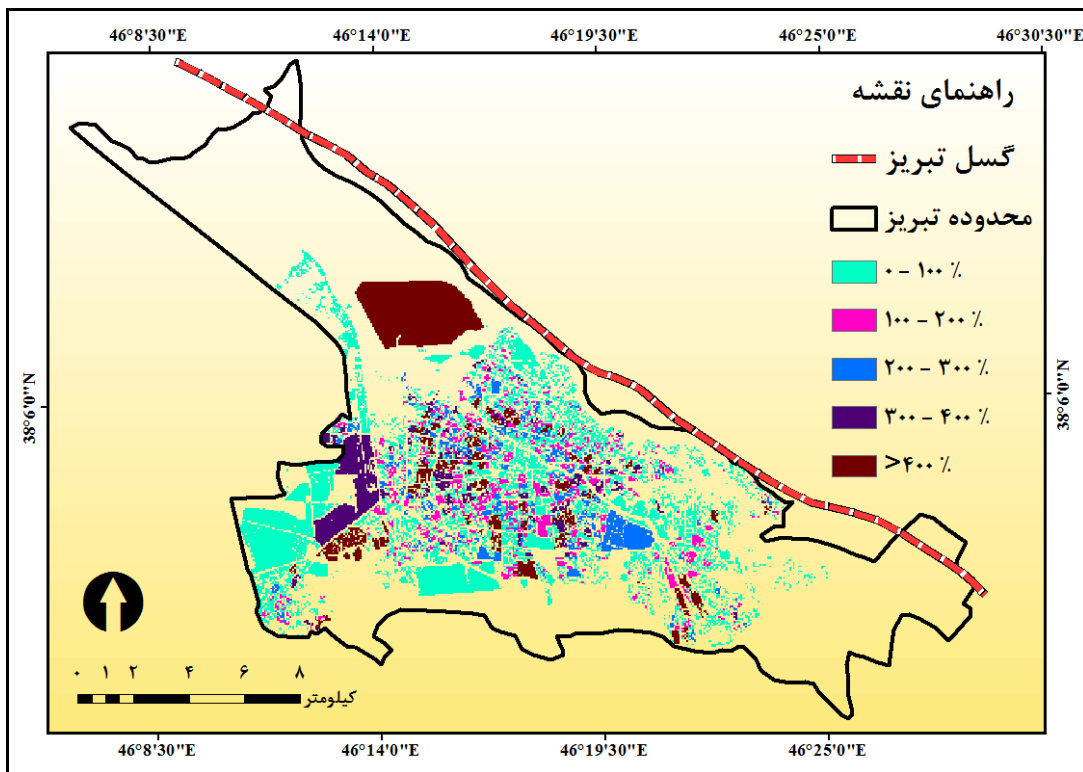 46°8'30"E 46°14'0"E 46°19'30"E 46°25'0"E 46°30'30"E
راهنمای نقشه
گسل تبریز
محدوده تبریز
۰ - ۱۰۰ ٪
۱۰۰ - ۲۰۰ ٪
۲۰۰ - ۳۰۰ ٪
۳۰۰ - ۴۰۰ ٪
>۴۰۰ ٪
38°6'0"N
38°6'0"N
۰ ۱ ۲ ۴ ۶ ۸
کیلومتر
46°8'30"E 46°14'0"E 46°19'30"E 46°25'0"E